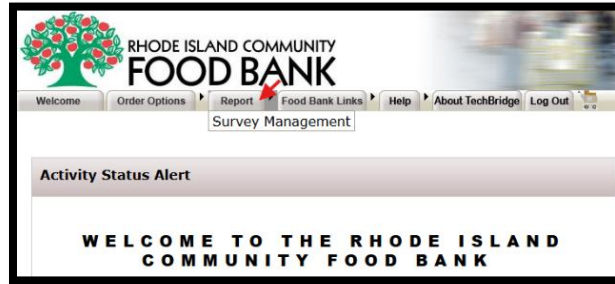 RHODE ISLAND COMMUNITY
FOOD BANK
Welcome Order Options Report Food Bank Links Help About TechBridge Log Out
Survey Management
Activity Status Alert
WELCOME TO THE RHODE ISLAND
COMMUNITY FOOD BANK